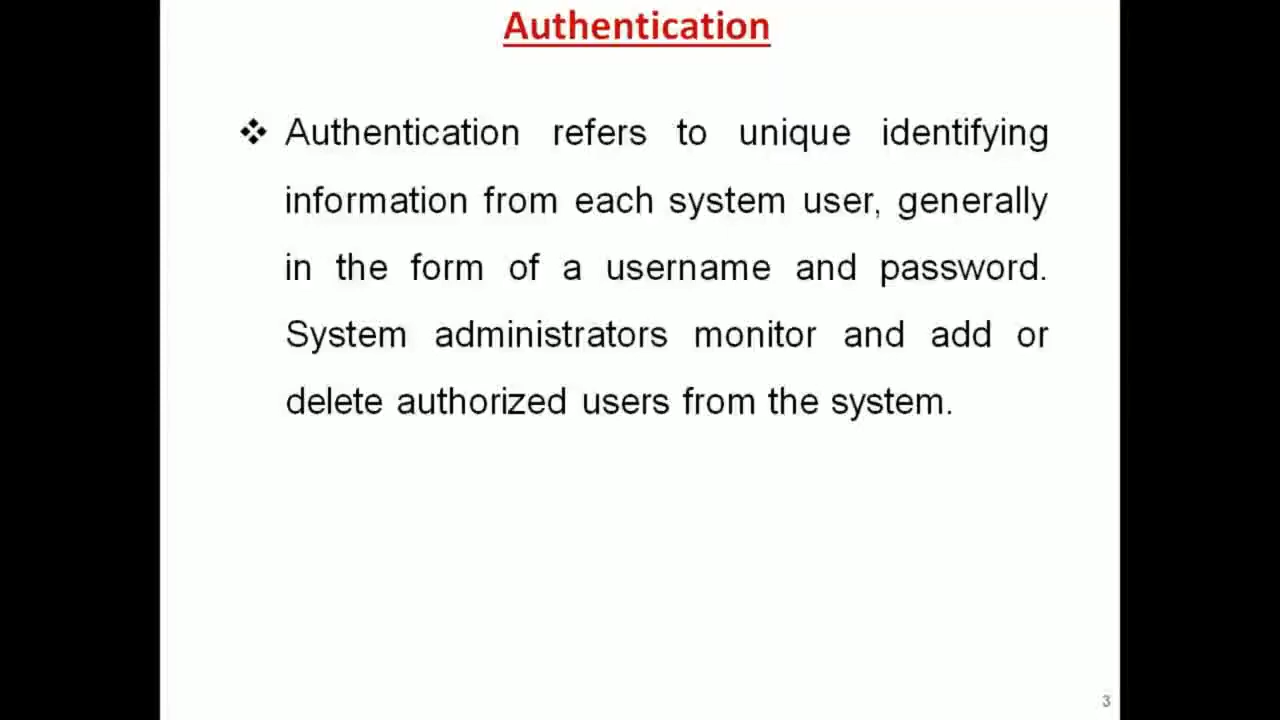 Authentication
❖ Authentication refers to unique identifying
information from each system user, generally
in the form of a username and password.
System administrators monitor and add or
delete authorized users from the system.
3